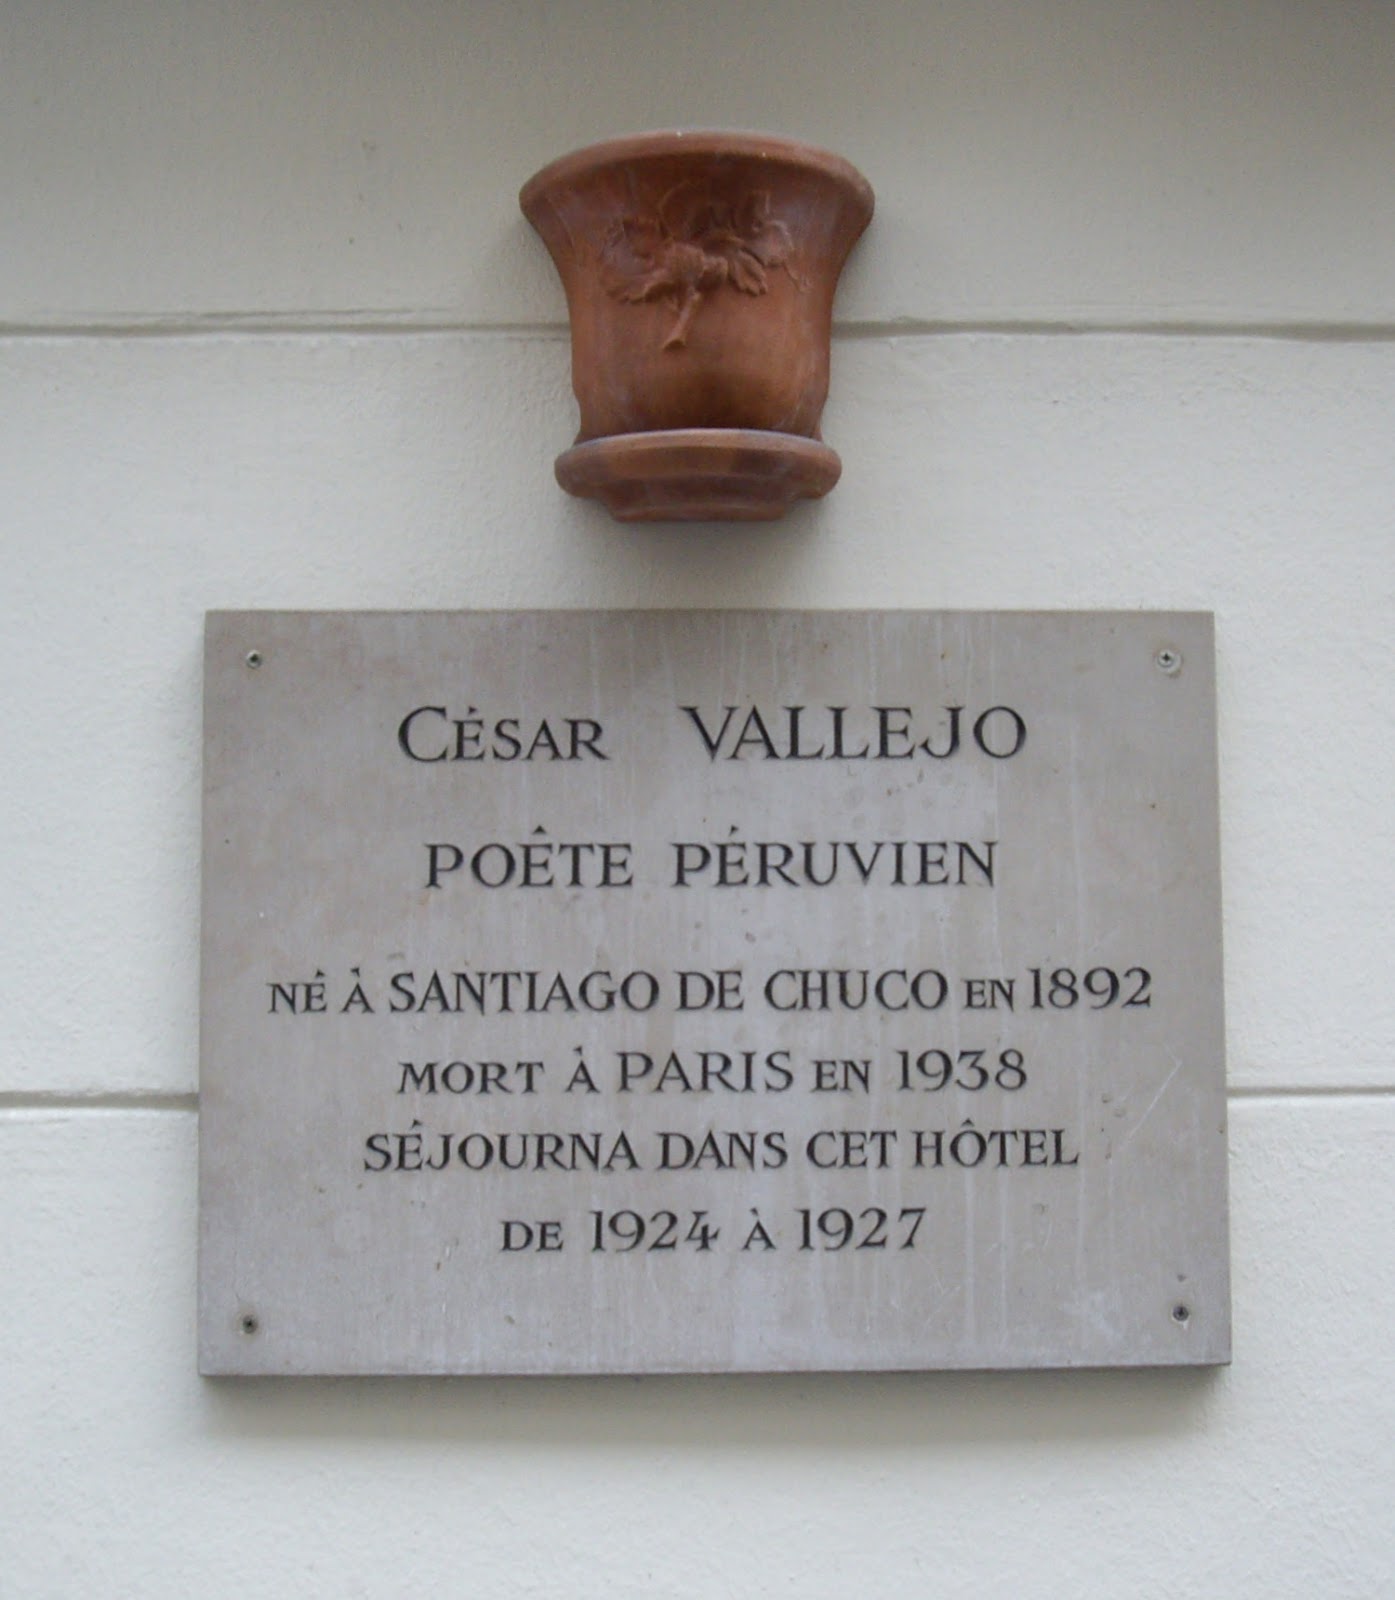 CÉSAR VALLEJO
POÊTE PÉRUVIEN
NÉ À SANTIAGO DE CHUCO EN 1892
MORT À PARIS EN 1938
SÉJOURNA DANS CET HÔTEL
DE 1924 À 1927